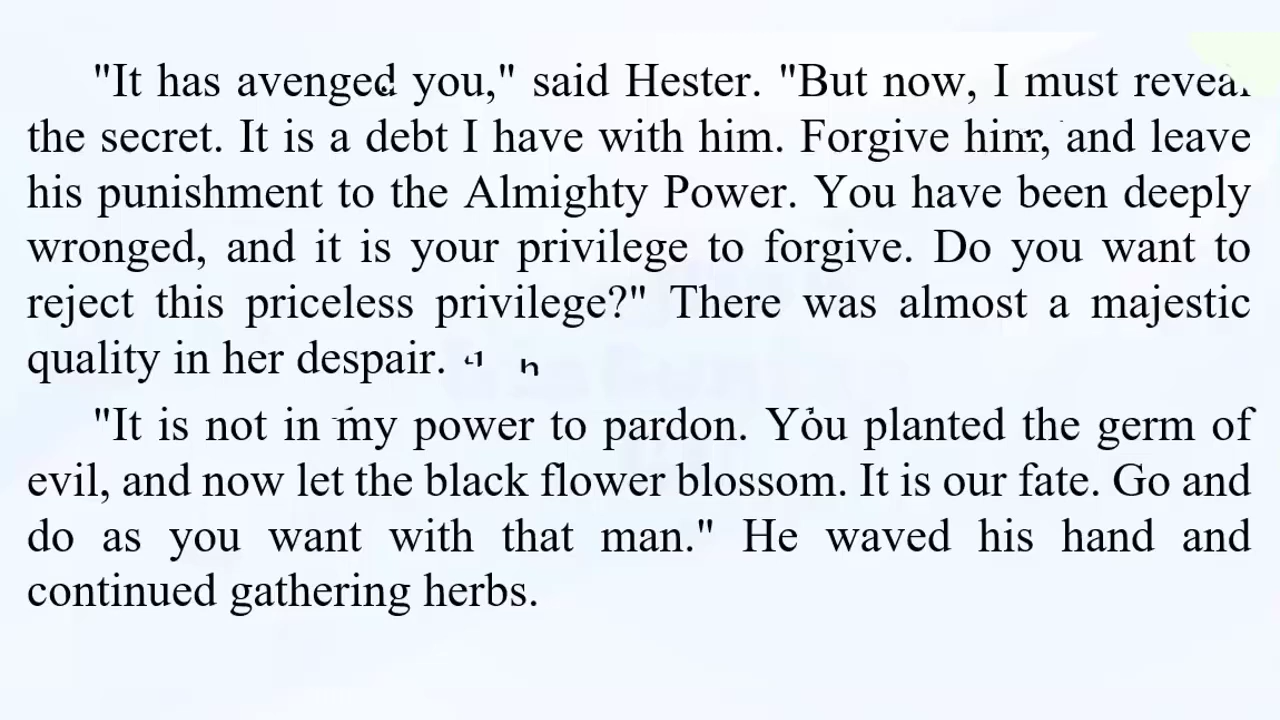 "It has avenged you," said Hester. "But now, I must reveal
the secret. It is a debt I have with him. Forgive him, and leave
his punishment to the Almighty Power. You have been deeply
wronged, and it is your privilege to forgive. Do you want to
reject this priceless privilege?" There was almost a majestic
quality in her despair.
"It is not in my power to pardon. You planted the germ of
evil, and now let the black flower blossom. It is our fate. Go and
do as you want with that man." He waved his hand and
continued gathering herbs.